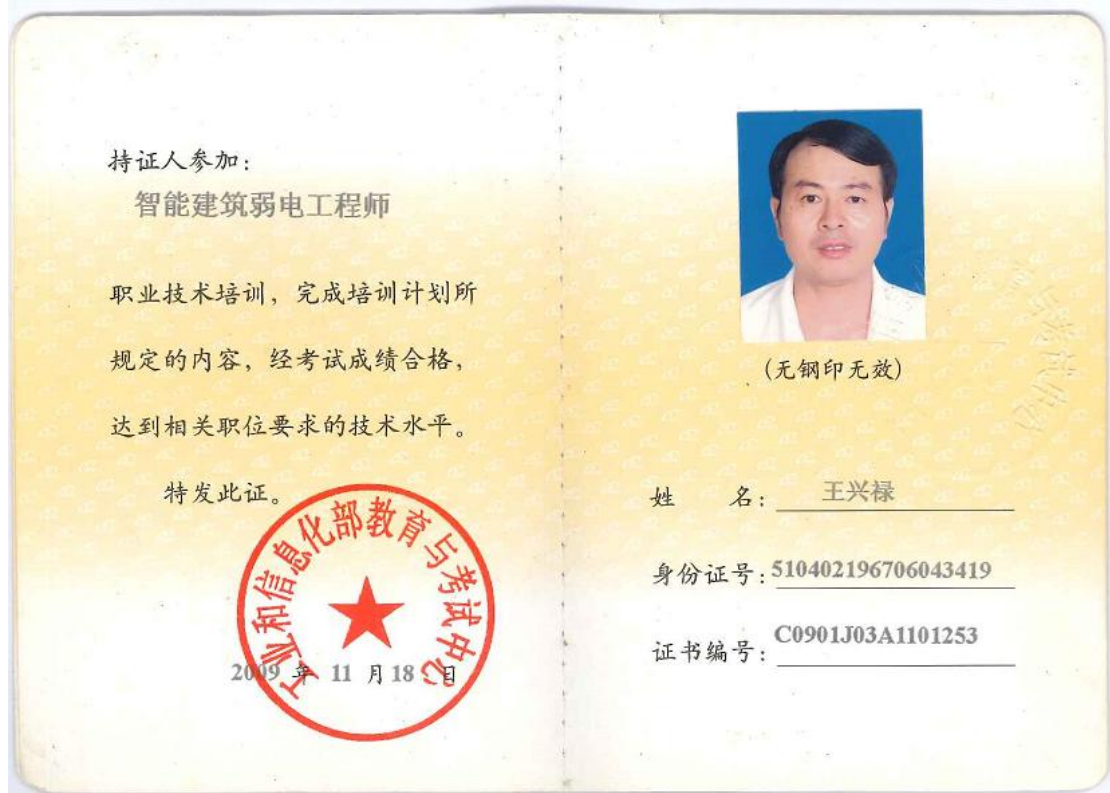 持证人参加：
智能建筑弱电工程师
职业技术培训，完成培训计划所
规定的内容，经考试成绩合格，
达到相关职位要求的技术水平。
特发此证。
工业和信息化部教育与考试中心
2009 年 11 月 18 日
(无钢印无效)
姓 名：王兴禄
身份证号：510402196706043419
证书编号：C0901J03A1101253